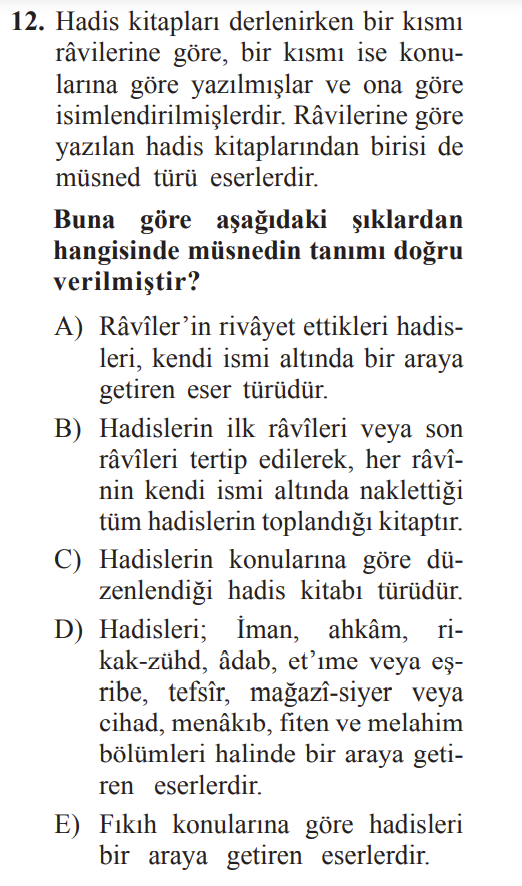 12. Hadis kitapları derlenirken bir kısmı
râvilerine göre, bir kısmı ise konu-
larına göre yazılmışlar ve ona göre
isimlendirilmişlerdir. Râvilerine göre
yazılan hadis kitaplarından birisi de
müsned türü eserlerdir.
Buna göre aşağıdaki şıklardan
hangisinde müsnedin tanımı doğru
verilmiştir?
A) Râvîler’in rivâyet ettikleri hadis-
leri, kendi ismi altında bir araya
getiren eser türüdür.
B) Hadislerin ilk râvîleri veya son
râvîleri tertip edilerek, her râvî-
nin kendi ismi altında naklettiği
tüm hadislerin toplandığı kitaptır.
C) Hadislerin konularına göre dü-
zenlendiği hadis kitabı türüdür.
D) Hadisleri; İman, ahkâm, ri-
kak-zühd, âdab, et’ıme veya eş-
ribe, tefsîr, mağazî-siyer veya
cihad, menâkıb, fiten ve melahim
bölümleri halinde bir araya geti-
ren eserlerdir.
E) Fıkıh konularına göre hadisleri
bir araya getiren eserlerdir.